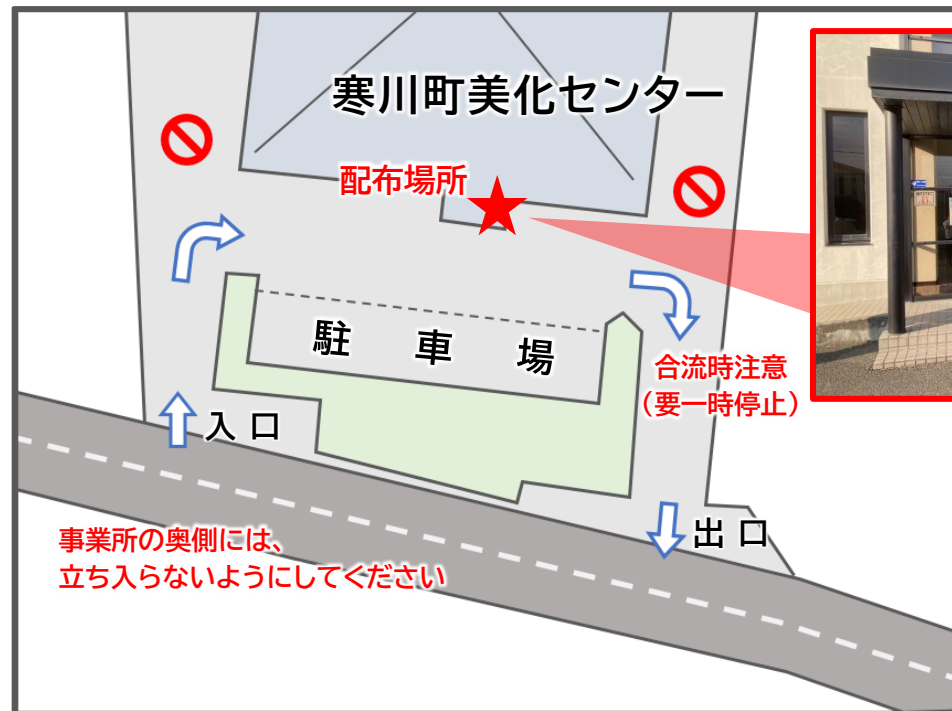 寒川町美化センター
配布場所
駐車場
合流時注意
（要一時停止）
入口
出口
事業所の奥側には、
立ち入らないようにしてください